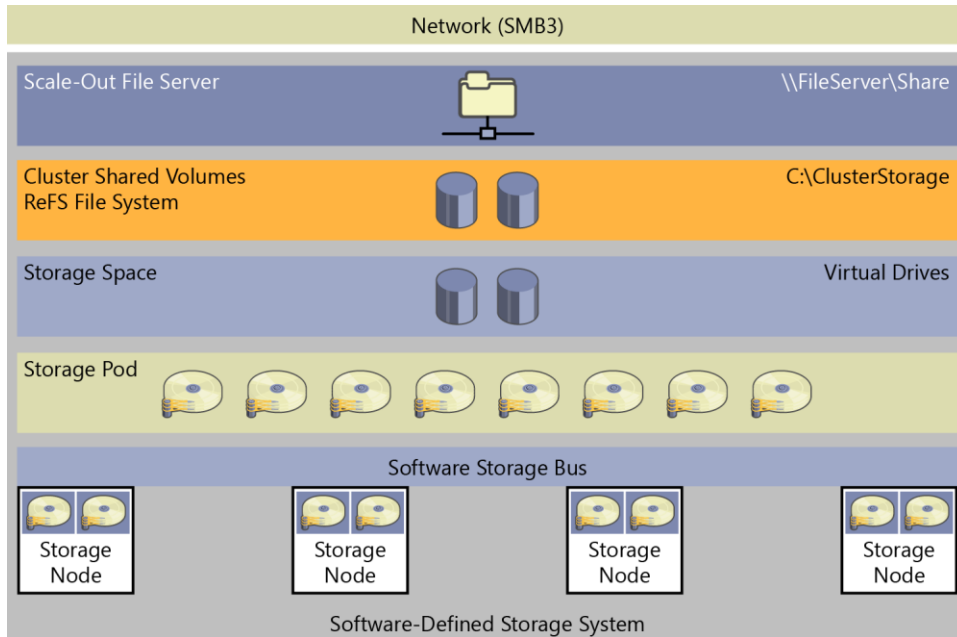 Network (SMB3)
Scale-Out File Server
\\FileServer\Share
Cluster Shared Volumes
ReFS File System
C:\ClusterStorage
Storage Space
Virtual Drives
Storage Pod
Software Storage Bus
Storage
Node
Storage
Node
Storage
Node
Storage
Node
Software-Defined Storage System